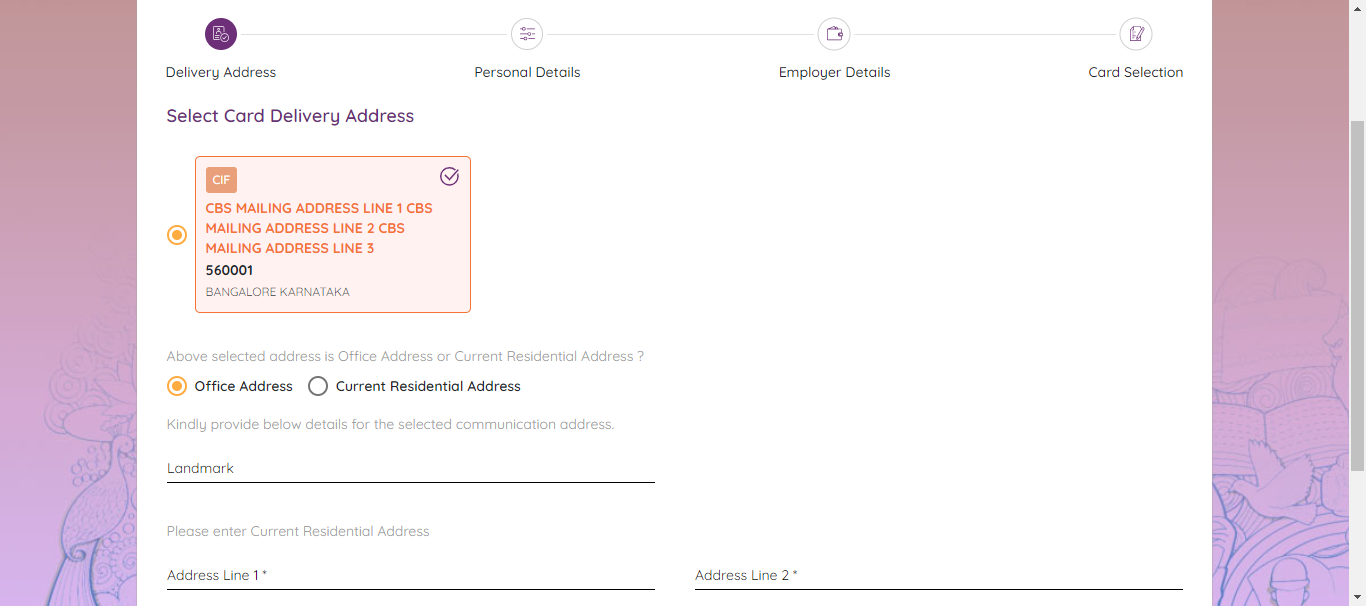 Delivery Address
Personal Details
Employer Details
Card Selection
Select Card Delivery Address
CIF
CBS MAILING ADDRESS LINE 1 CBS
MAILING ADDRESS LINE 2 CBS
MAILING ADDRESS LINE 3
560001
BANGALORE KARNATAKA
Above selected address is Office Address or Current Residential Address ?
Office Address
Current Residential Address
Kindly provide below details for the selected communication address.
Landmark
Please enter Current Residential Address
Address Line 1 *
Address Line 2 *